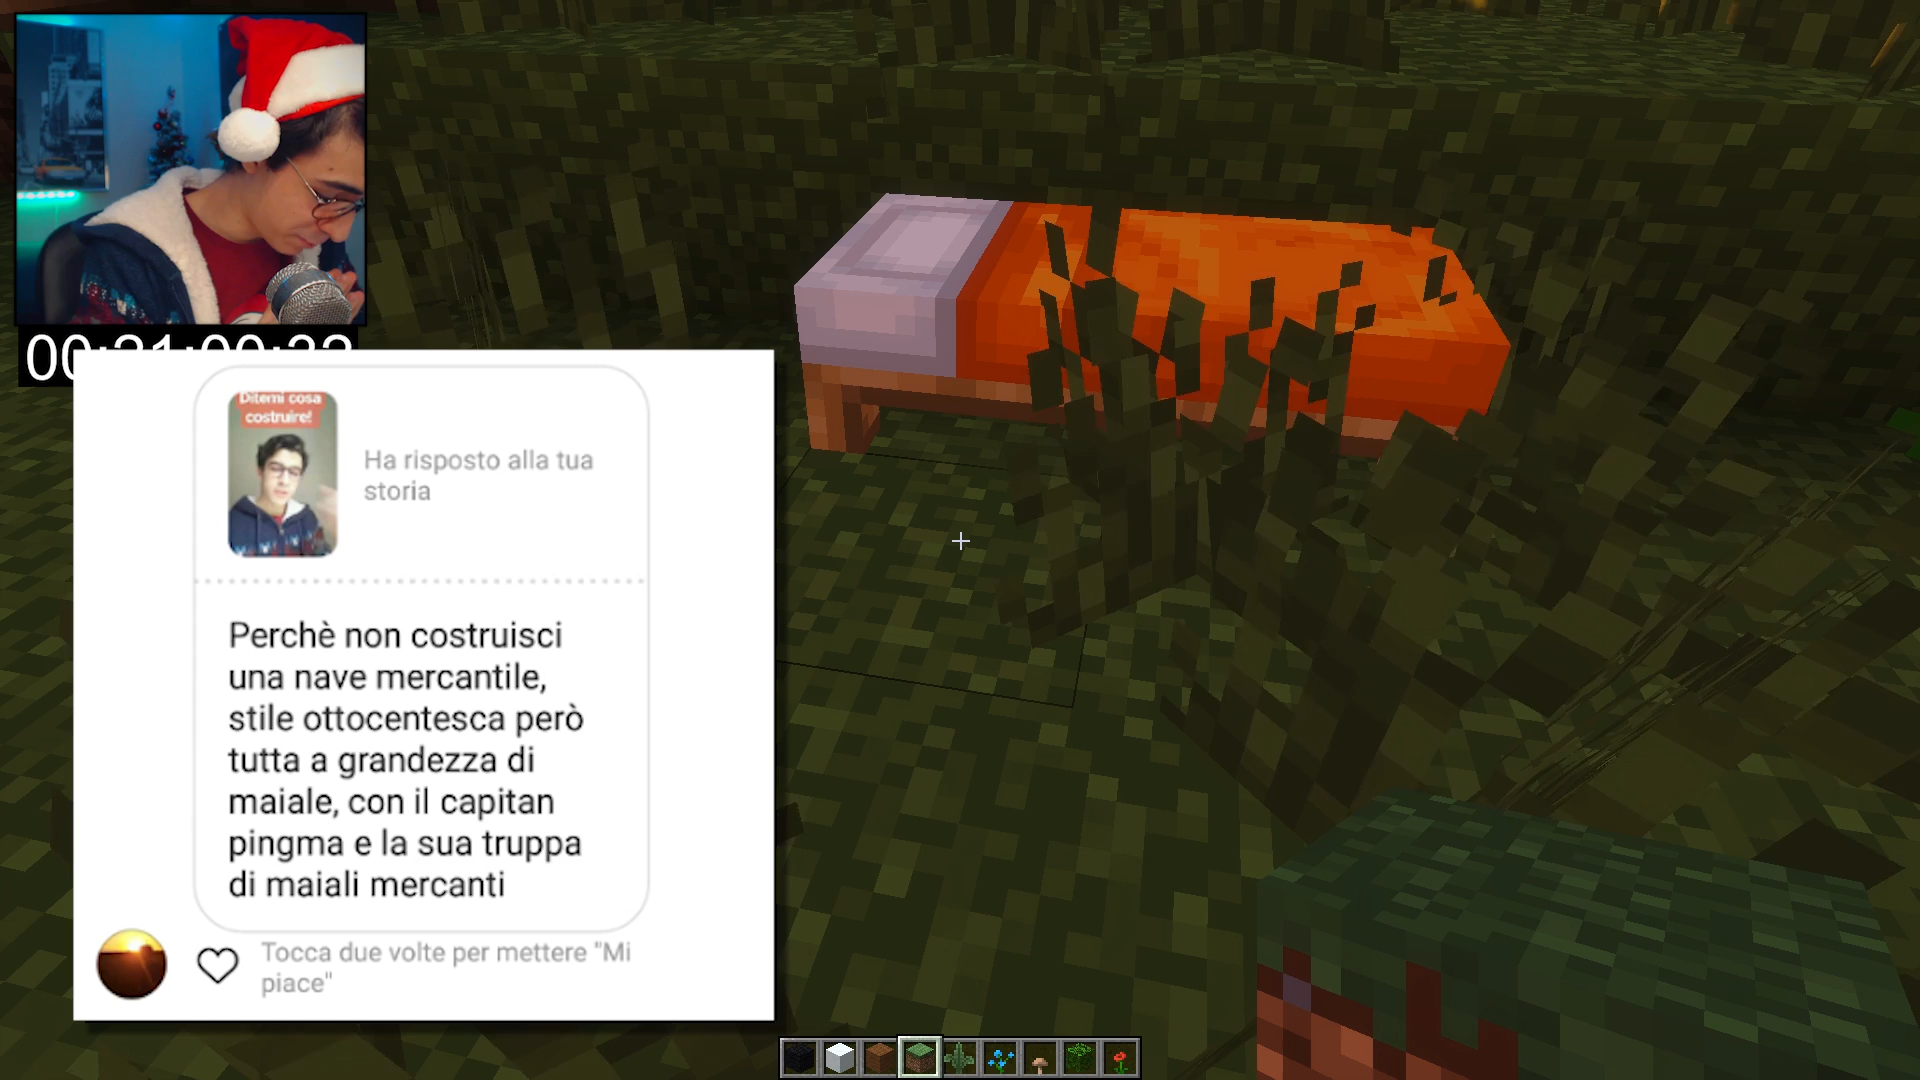 Ditemi cosa
costruire!
Ha risposto alla tua
storia
Perchè non costruisci
una nave mercantile,
stile ottocentesca però
tutta a grandezza di
maiale, con il capitan
pingma e la sua truppa
di maiali mercanti
Tocca due volte per mettere "Mi
piace"